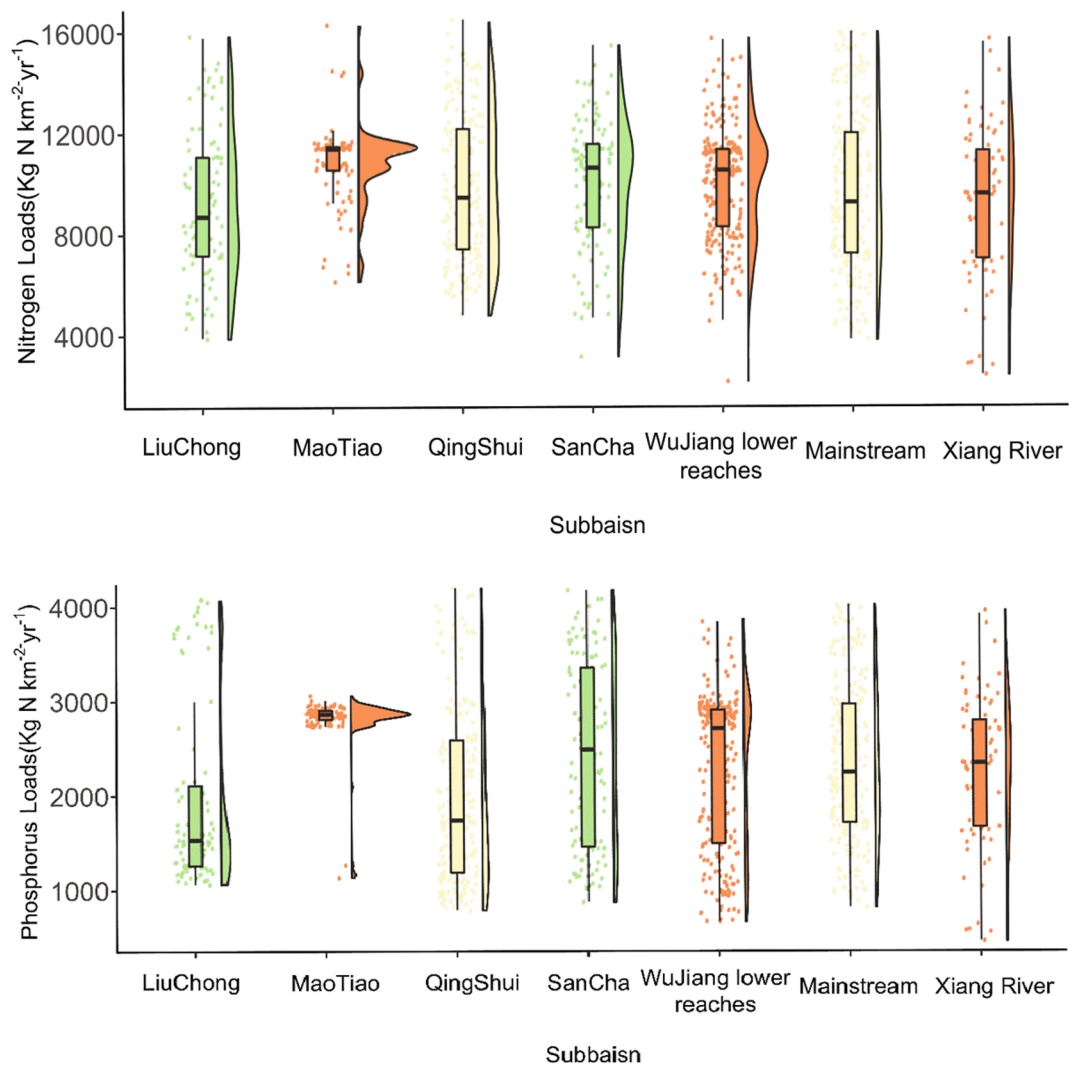 Nitrogen Loads(Kg N km-2·yr-1)
16000
12000
8000
4000
LiuChong
MaoTiao
QingShui
SanCha
WuJiang lower
reaches
Mainstream
Xiang River
Subbaisn
Phosphorus Loads(Kg N km-2·yr-1)
4000
3000
2000
1000
LiuChong
MaoTiao
QingShui
SanCha
WuJiang lower
reaches
Mainstream
Xiang River
Subbaisn